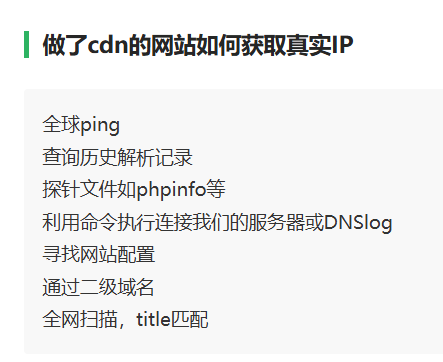 做了cdn的网站如何获取真实IP
全球ping
查询历史解析记录
探针文件如phpinfo等
利用命令执行连接我们的服务器或DNSlog
寻找网站配置
通过二级域名
全网扫描，title匹配